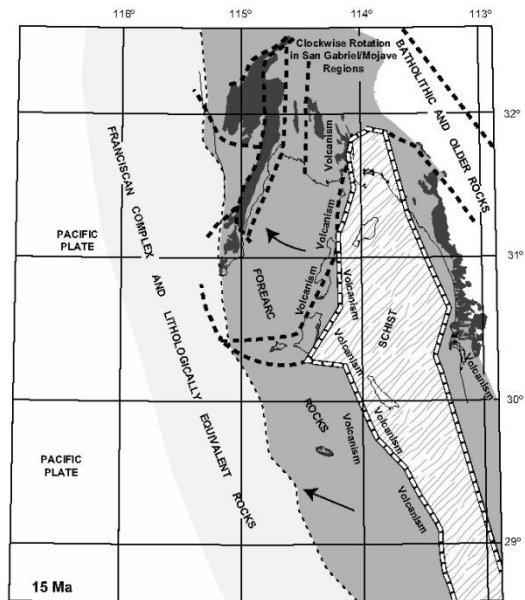 116°
115°
114°
113°
Clockwise Rotation
in San Gabriel/Mojave
Regions
BATHOLITHIC AND OLDER ROCKS
32°
Volcanism
Volcanism
FRANCISCAN COMPLEX AND LITHOLOGICALLY EQUIVALENT ROCKS
PACIFIC
PLATE
31°
FOREARC ROCKS
Volcanism
Volcanism
SCHIST
Volcanism
Volcanism
30°
Volcanism
Volcanism
PACIFIC
PLATE
Volcanism
29°
15 Ma